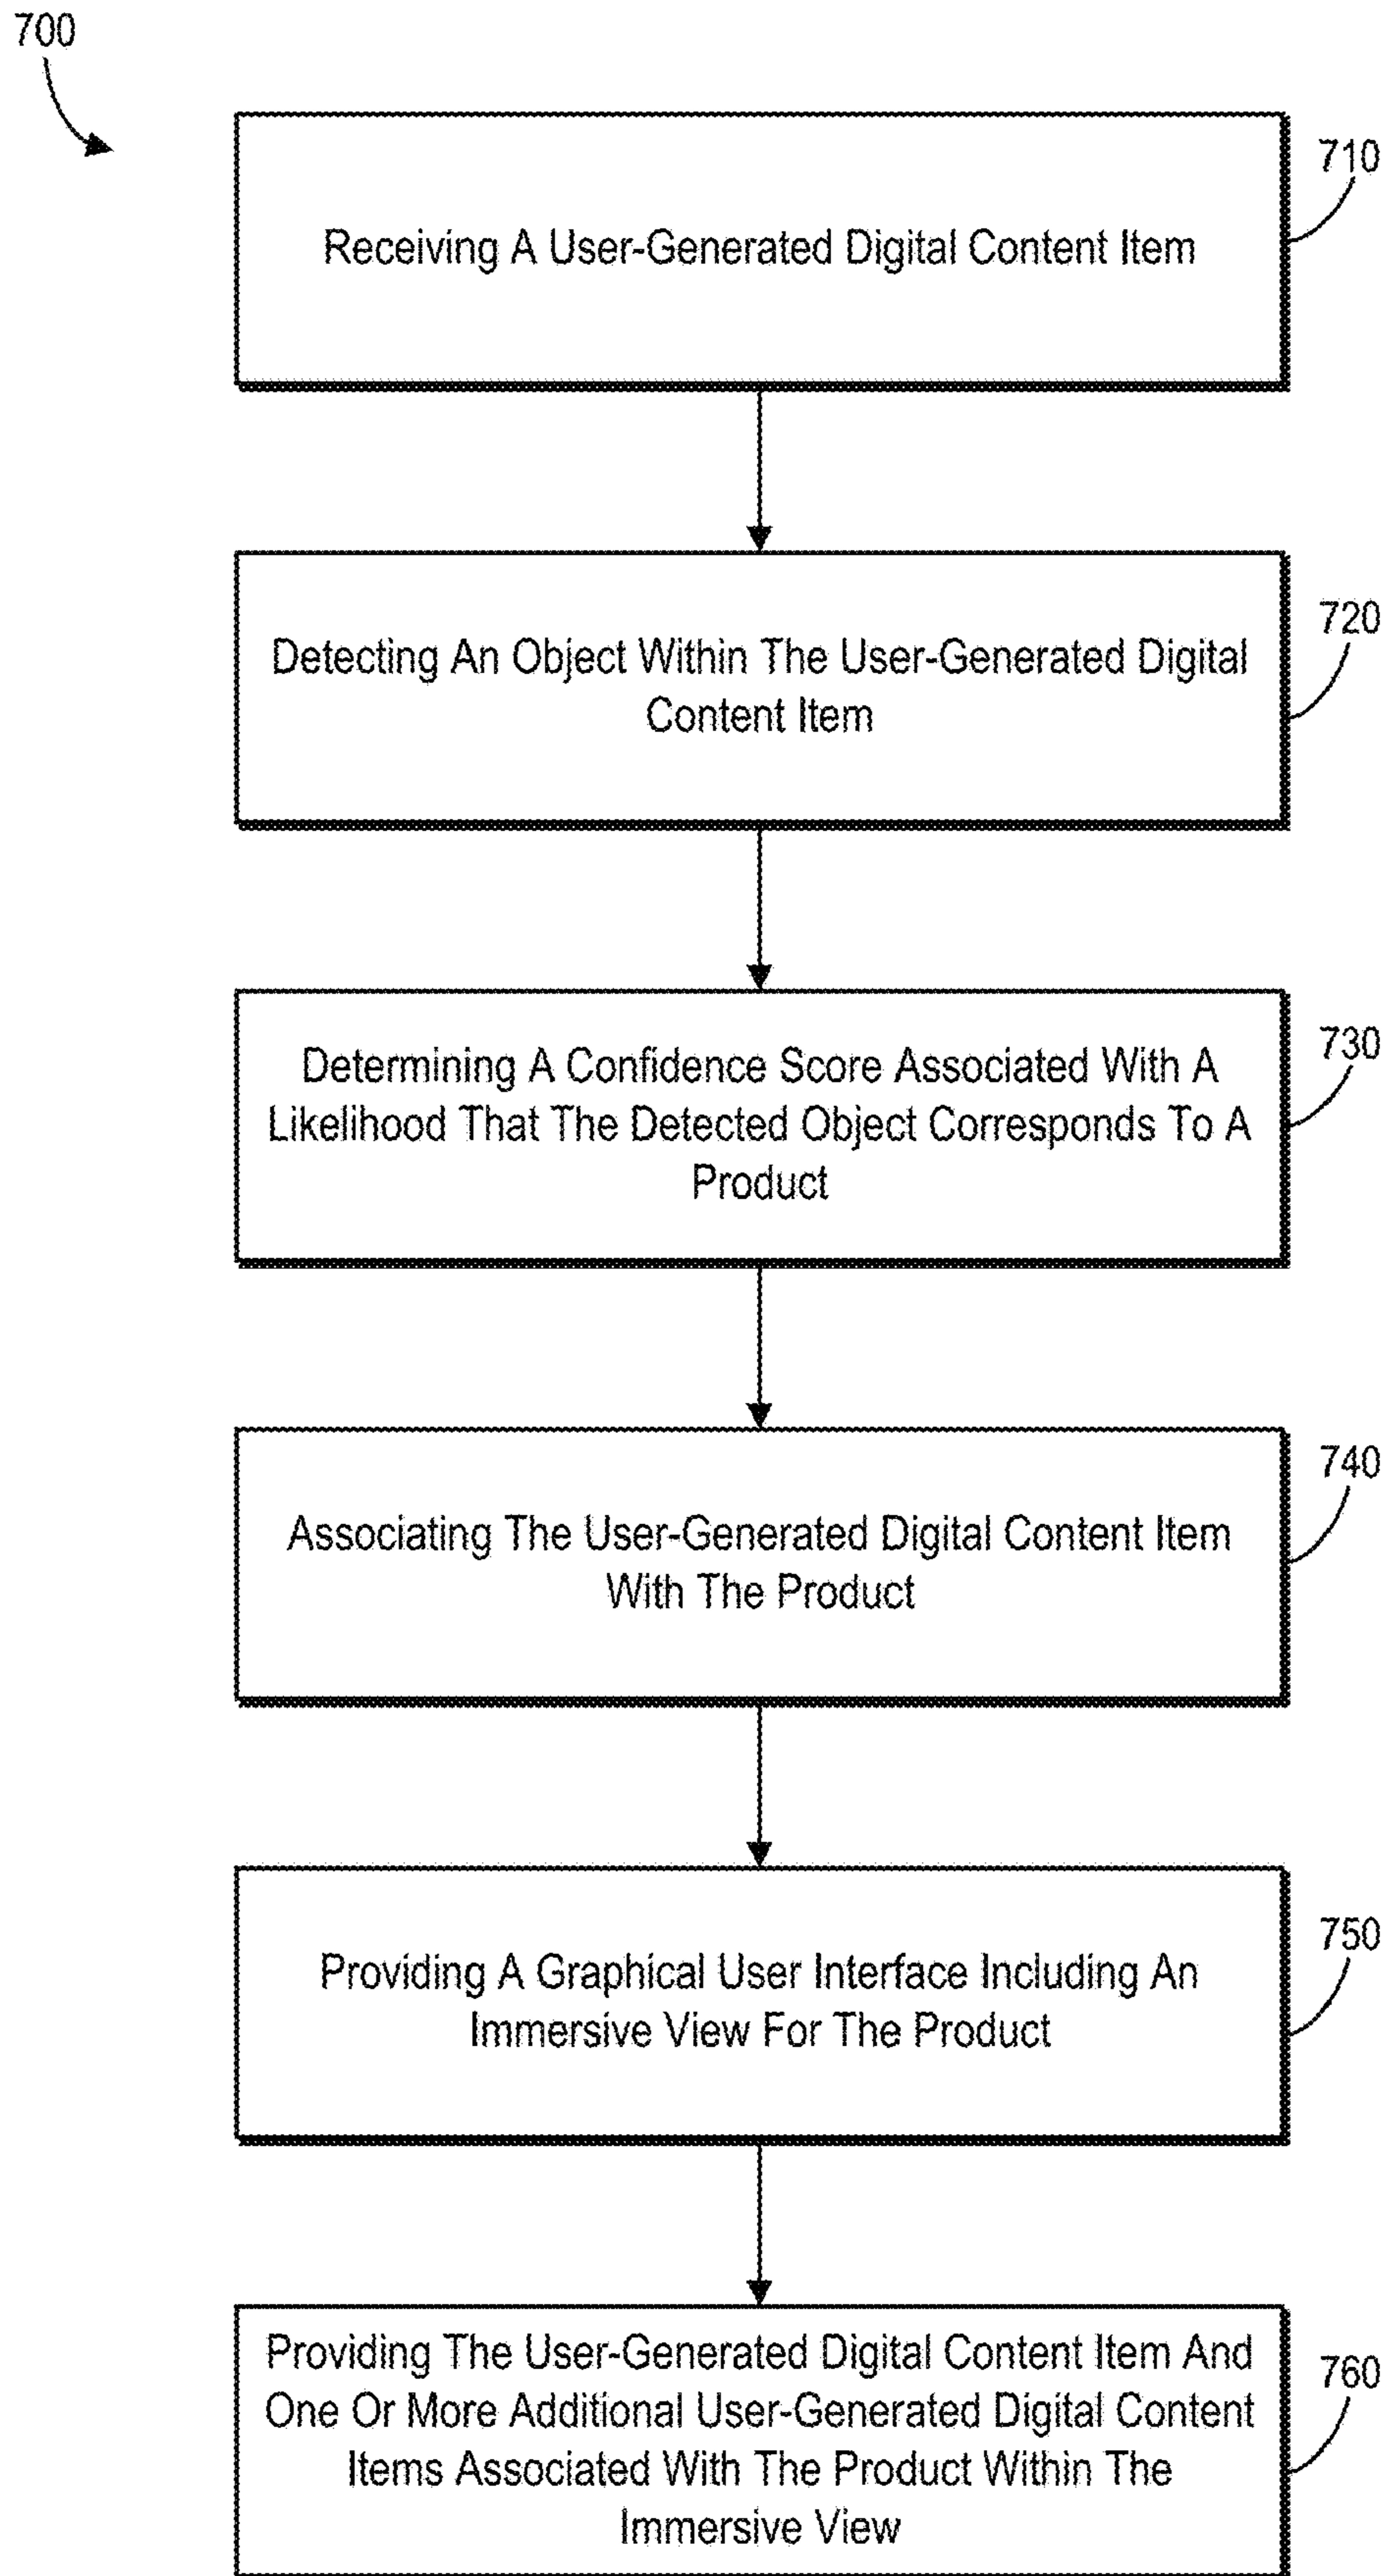 700
710
Receiving A User-Generated Digital Content Item
720
Detecting An Object Within The User-Generated Digital
Content Item
730
Determining A Confidence Score Associated With A
Likelihood That The Detected Object Corresponds To A
Product
740
Associating The User-Generated Digital Content Item
With The Product
750
Providing A Graphical User Interface Including An
Immersive View For The Product
760
Providing The User-Generated Digital Content Item And
One Or More Additional User-Generated Digital Content
Items Associated With The Product Within The
Immersive View